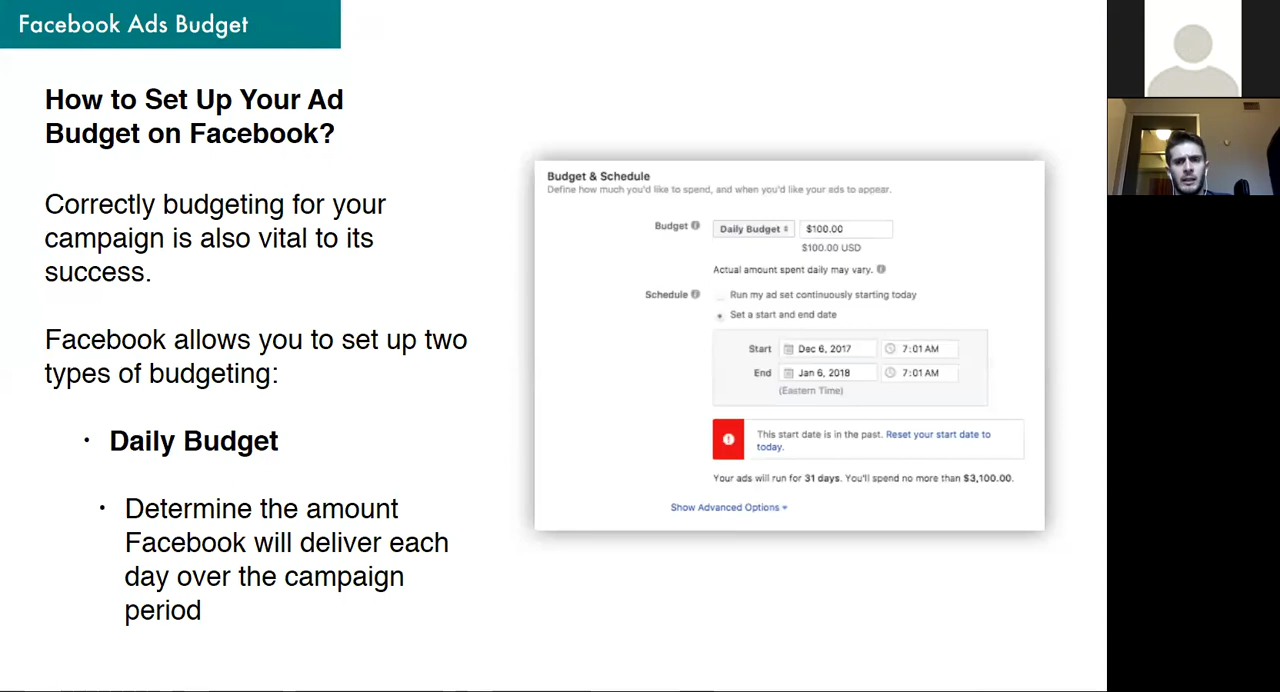 Facebook Ads Budget
How to Set Up Your Ad
Budget on Facebook?
Correctly budgeting for your
campaign is also vital to its
success.
Facebook allows you to set up two
types of budgeting:
· Daily Budget
· Determine the amount
Facebook will deliver each
day over the campaign
period
Budget & Schedule
Define how much you'd like to spend, and when you'd like your ads to appear.
Budget Daily Budget $100.00
$100.00 USD
Actual amount spent daily may vary.
Schedule Run my ad set continuously starting today
Set a start and end date
Start Dec 6, 2017 7:01 AM
End Jan 6, 2018 7:01 AM
(Eastern Time)
This start date is in the past. Reset your start date to
today.
Your ads will run for 31 days. You'll spend no more than $3,100.00.
Show Advanced Options